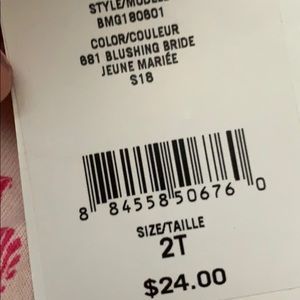 STYLE/MODELE
BMG180601
COLOR/COULEUR
681 BLUSHING BRIDE
JEUNE MARIÉE
S18
8 84558 50676 0
SIZE/TAILLE
2T
$24.00